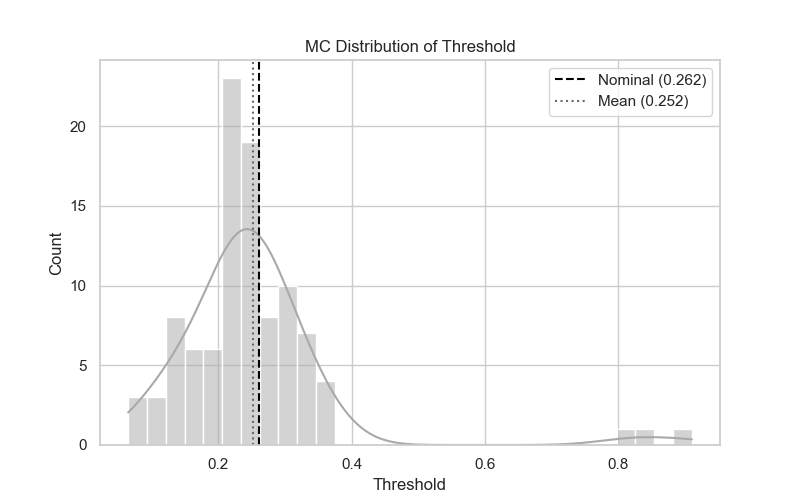 MC Distribution of Threshold
Nominal (0.262)
Mean (0.252)
Count
20
15
10
5
0
0.2 0.4 0.6 0.8
Threshold